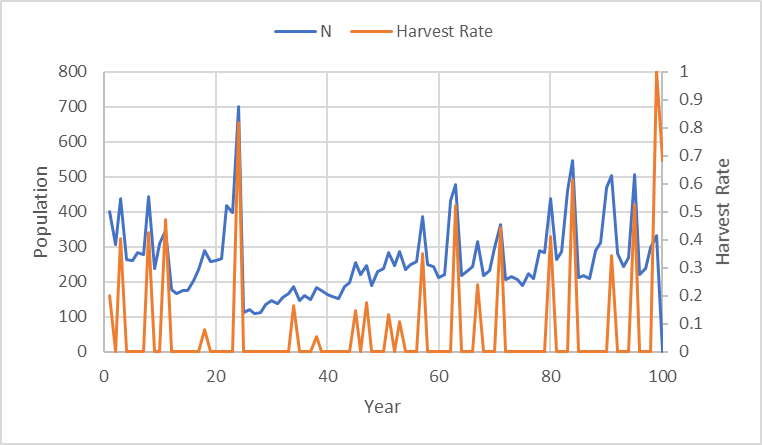 N Harvest Rate
800 1
700 0.9
0.8
600 0.7
500 0.6
400 0.5
300 0.4
0.3
200 0.2
100 0.1
0 0
Population
Harvest Rate
0 20 40 60 80 100
Year